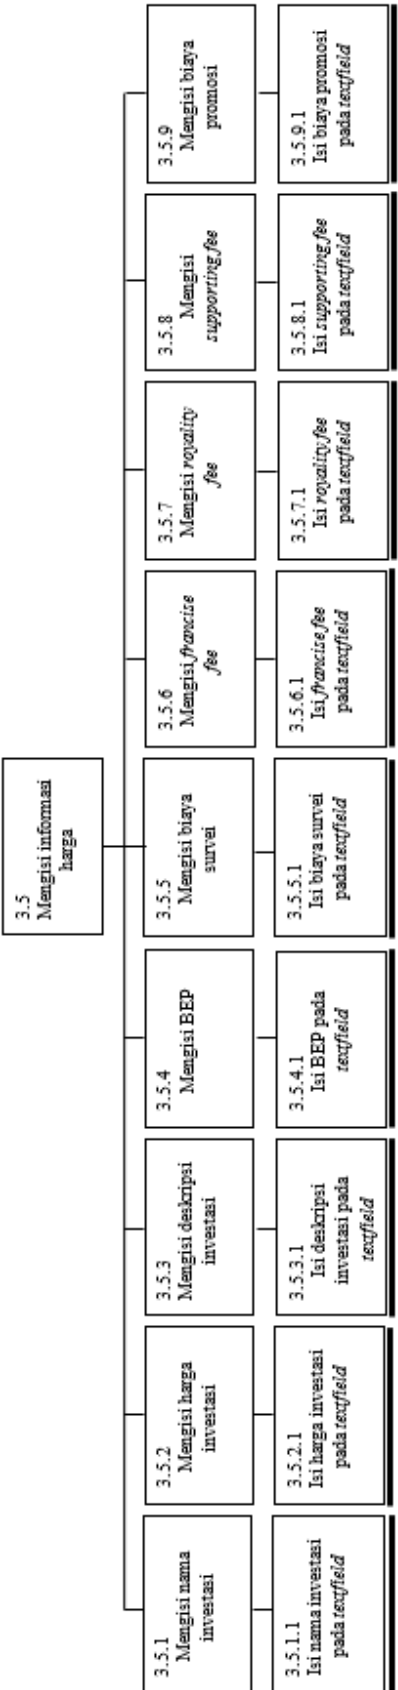 3.5
Mengisi informasi
harga
3.5.1
Mengisi nama
investasi
3.5.2
Mengisi harga
investasi
3.5.3
Mengisi deskripsi
investasi
3.5.4
Mengisi BEP
3.5.5
Mengisi biaya
survei
3.5.6
Mengisi francise
fee
3.5.7
Mengisi royality
fee
3.5.8
Mengisi
supporting fee
3.5.9
Mengisi biaya
promosi
3.5.1.1
Isi nama investasi
pada textfield
3.5.2.1
Isi harga investasi
pada textfield
3.5.3.1
Isi deskripsi
investasi pada
textfield
3.5.4.1
Isi BEP pada
textfield
3.5.5.1
Isi biaya survei
pada textfield
3.5.6.1
Isi francise fee
pada textfield
3.5.7.1
Isi royality fee
pada textfield
3.5.8.1
Isi supporting fee
pada textfield
3.5.9.1
Isi biaya promosi
pada textfield